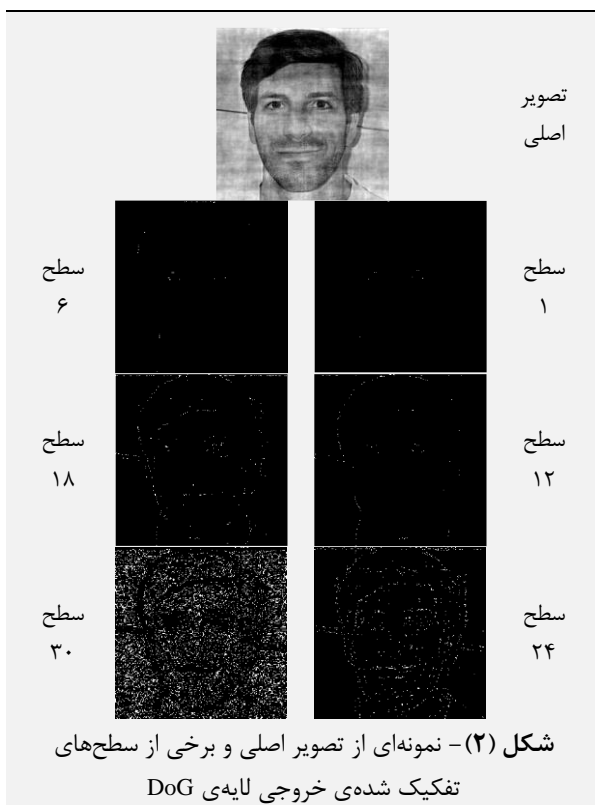 تصویر
اصلی
سطح
۱
سطح
۶
سطح
۱۲
سطح
۱۸
سطح
۲۴
سطح
۳۰
شکل (۲)- نمونه‌ای از تصویر اصلی و برخی از سطح‌های
تفکیک شده‌ی خروجی لایه‌ی DoG